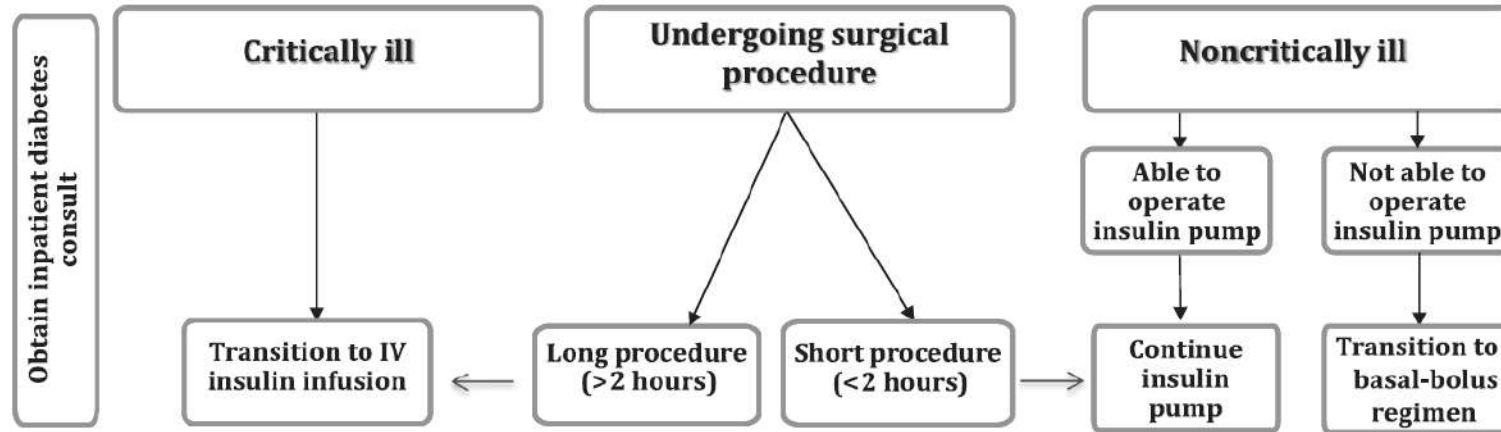 Obtain inpatient diabetes
consult
Critically ill
Undergoing surgical
procedure
Noncritically ill
Able to
operate
insulin pump
Not able to
operate
insulin pump
Transition to IV
insulin infusion
Long procedure
(>2 hours)
Short procedure
(<2 hours)
Continue
insulin
pump
Transition to
basal-bolus
regimen